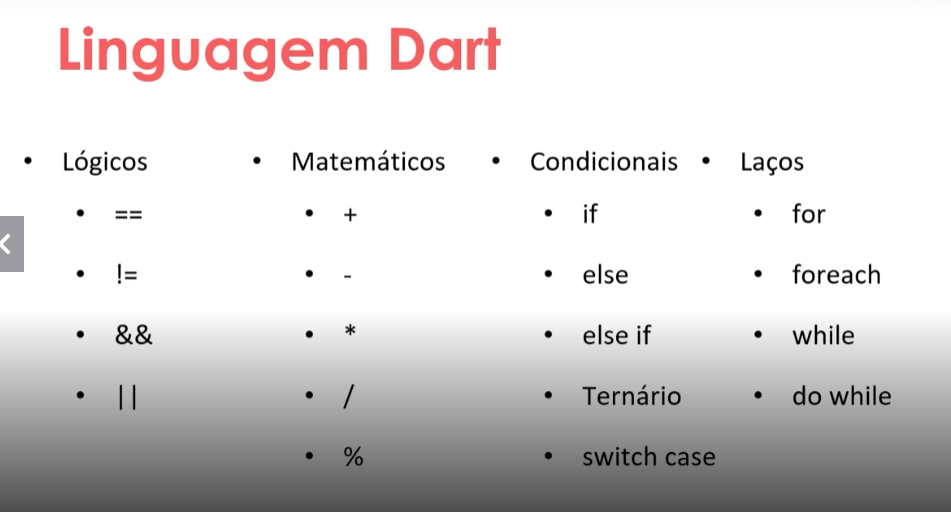 Linguagem Dart
• Lógicos
• ==
• !=
• &&
• ||
• Matemáticos
• +
• -
• *
• /
• %
• Condicionais
• if
• else
• else if
• Ternário
• switch case
• Laços
• for
• foreach
• while
• do while